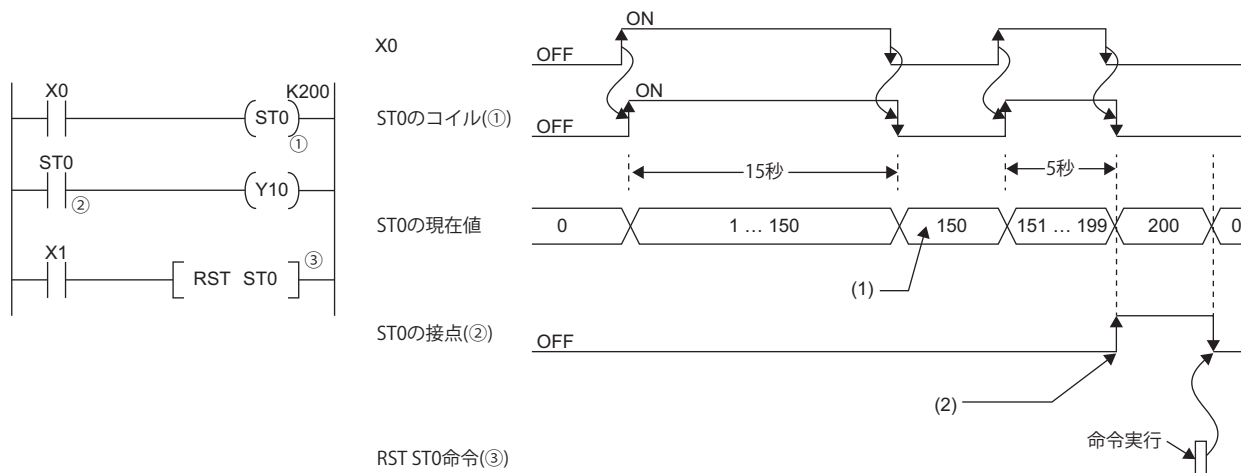 X0
K200
ST0
①
ST0
②
Y10
X1
RST ST0
③
X0
OFF
ON
ST0のコイル(①)
OFF
ON
15秒
5秒
ST0の現在値
0
1 … 150
150
151 … 199
200
0
(1)
ST0の接点(②)
OFF
(2)
RST ST0命令(③)
命令実行